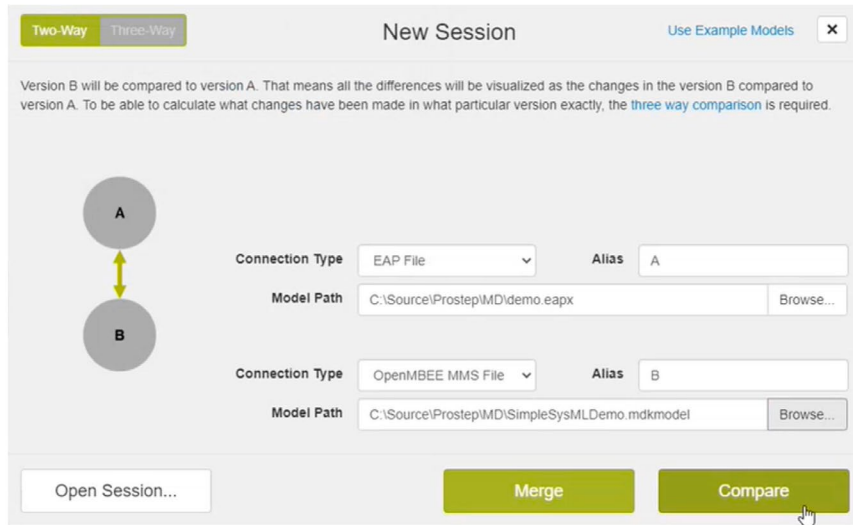 Two-Way Three-Way New Session Use Example Models ×
Version B will be compared to version A. That means all the differences will be visualized as the changes in the version B compared to
version A. To be able to calculate what changes have been made in what particular version exactly, the three way comparison is required.
A
Connection Type EAP File Alias A
Model Path C:\Source\Prostep\MD\demo.eapx Browse...
B
Connection Type OpenMBEE MMS File Alias B
Model Path C:\Source\Prostep\MD\SimpleSysMLDemo.mdkmodel Browse...
Open Session... Merge Compare